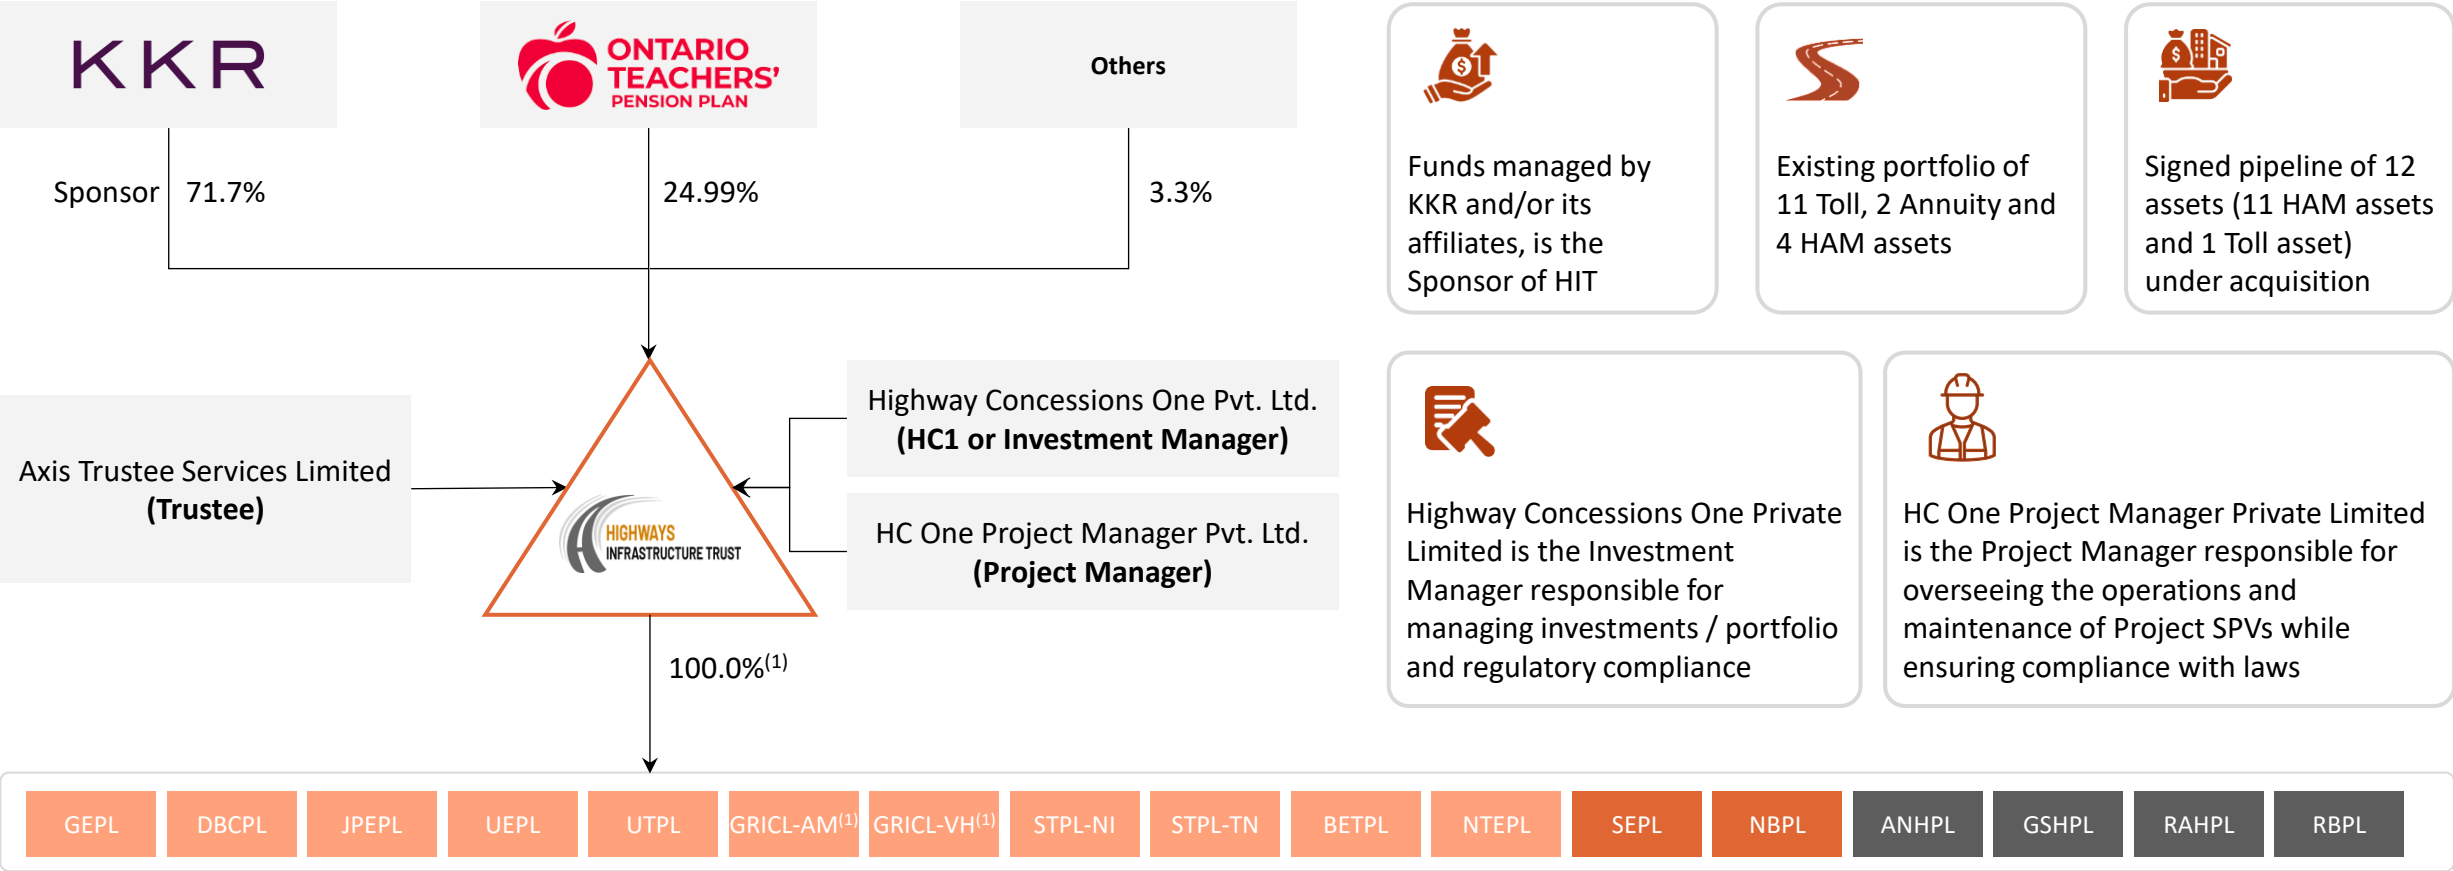 KKR
ONTARIO
TEACHERS'
PENSION PLAN
Others
Sponsor
71.7%
24.99%
3.3%
Axis Trustee Services Limited
(Trustee)
HIGHWAYS
INFRASTRUCTURE TRUST
Highway Concessions One Pvt. Ltd.
(HC1 or Investment Manager)
HC One Project Manager Pvt. Ltd.
(Project Manager)
100.0%(1)
Funds managed by
KKR and/or its
affiliates, is the
Sponsor of HIT
Existing portfolio of
11 Toll, 2 Annuity and
4 HAM assets
Signed pipeline of 12
assets (11 HAM assets
and 1 Toll asset)
under acquisition
Highway Concessions One Private
Limited is the Investment
Manager responsible for
managing investments / portfolio
and regulatory compliance
HC One Project Manager Private Limited
is the Project Manager responsible for
overseeing the operations and
maintenance of Project SPVs while
ensuring compliance with laws
GEPL
DBCPL
JPEPL
UEPL
UTPL
GRICL-AM(1)
GRICL-VH(1)
STPL-NI
STPL-TN
BETPL
NTEPL
SEPL
NBPL
ANHPL
GSHPL
RAHPL
RBPL